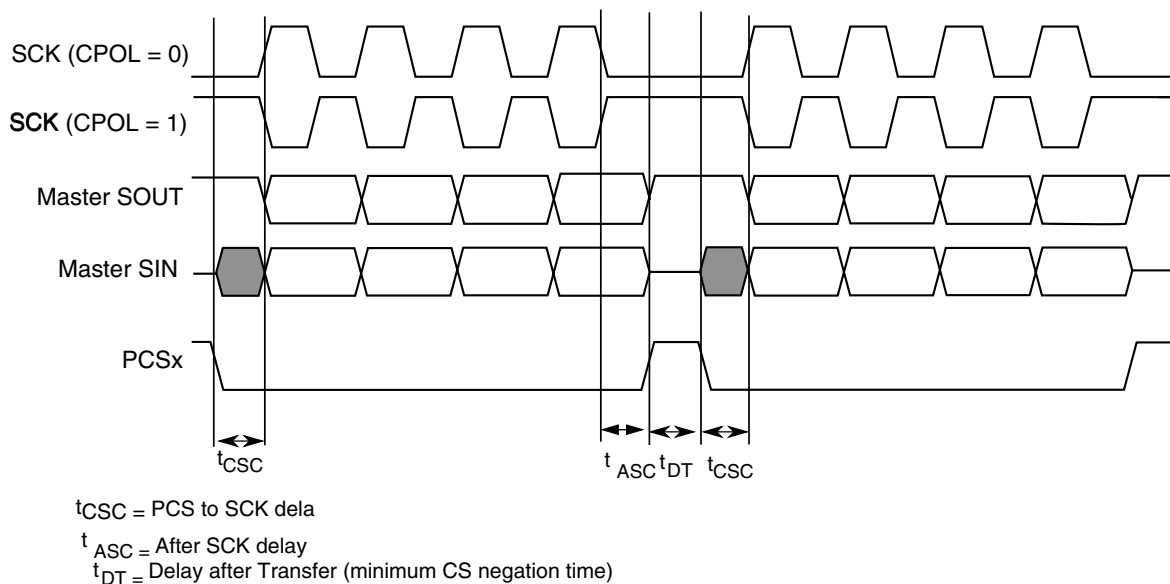 SCK (CPOL = 0)
SCK (CPOL = 1)
Master SOUT
Master SIN
PCSx
tCSC
t ASC
tDT
tCSC
tCSC = PCS to SCK dela
t ASC = After SCK delay
tDT = Delay after Transfer (minimum CS negation time)